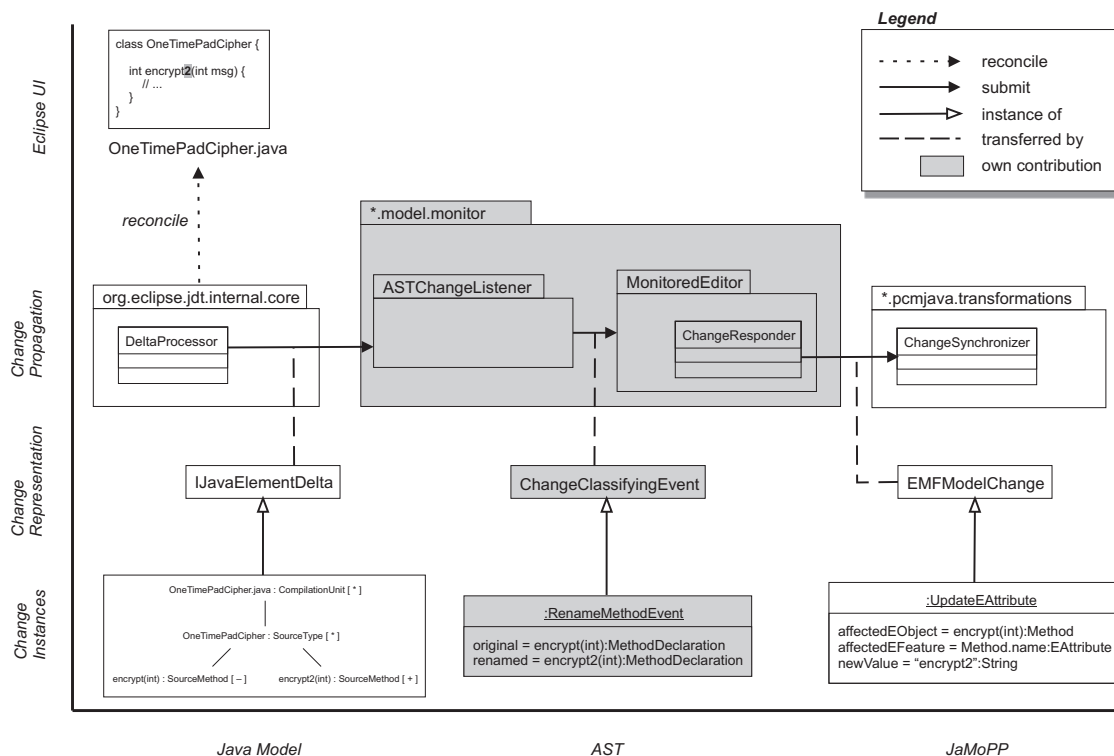 Legend
reconcile
submit
instance of
transferred by
own contribution
Eclipse UI
class OneTimePadCipher {
int encrypt2(int msg) {
// ...
}
}
OneTimePadCipher.java
reconcile
Change
Propagation
org.eclipse.jdt.internal.core
DeltaProcessor
*.model.monitor
ASTChangeListener
MonitoredEditor
ChangeResponder
*.pcmjava.transformations
ChangeSynchronizer
Change
Representation
IJavaElementDelta
ChangeClassifyingEvent
EMFModelChange
Change
Instances
OneTimePadCipher.java : CompilationUnit [ * ]
OneTimePadCipher : SourceType [ * ]
encrypt(int) : SourceMethod [ – ]
encrypt2(int) : SourceMethod [ + ]
:RenameMethodEvent
original = encrypt(int):MethodDeclaration
renamed = encrypt2(int):MethodDeclaration
:UpdateEAttribute
affectedEObject = encrypt(int):Method
affectedEFeature = Method.name:EAttribute
newValue = “encrypt2”:String
Java Model
AST
JaMoPP